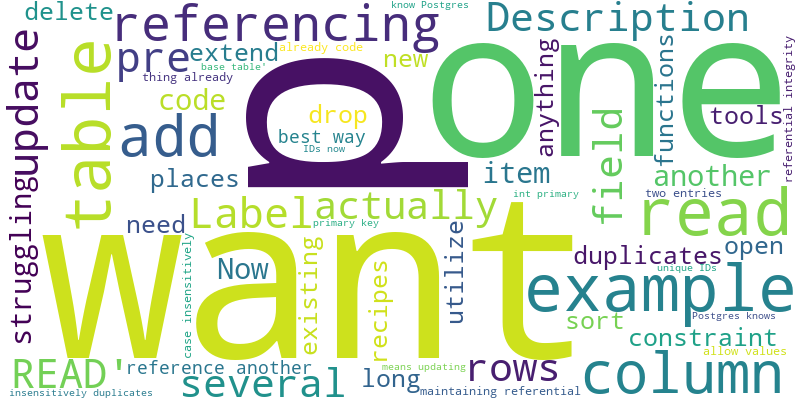 know Postgres
delete
referencing
Description
one
already code
pre
existing
extend
new
base table'
thing already
update
table
code
add
p
drop
best way
IDs now
anything
functions
tools
referential integrity
field
item
another
places
int primary
two entries
struggling
need
Label
actually
primary key
read
want
Now
case insensitively
recipes
utilize
duplicates
open
unique IDs
example
Postgres knows
sort
constraint
allow values
READ'
reference another
means updating
rows
column
several
long
insensitively duplicates
maintaining referential